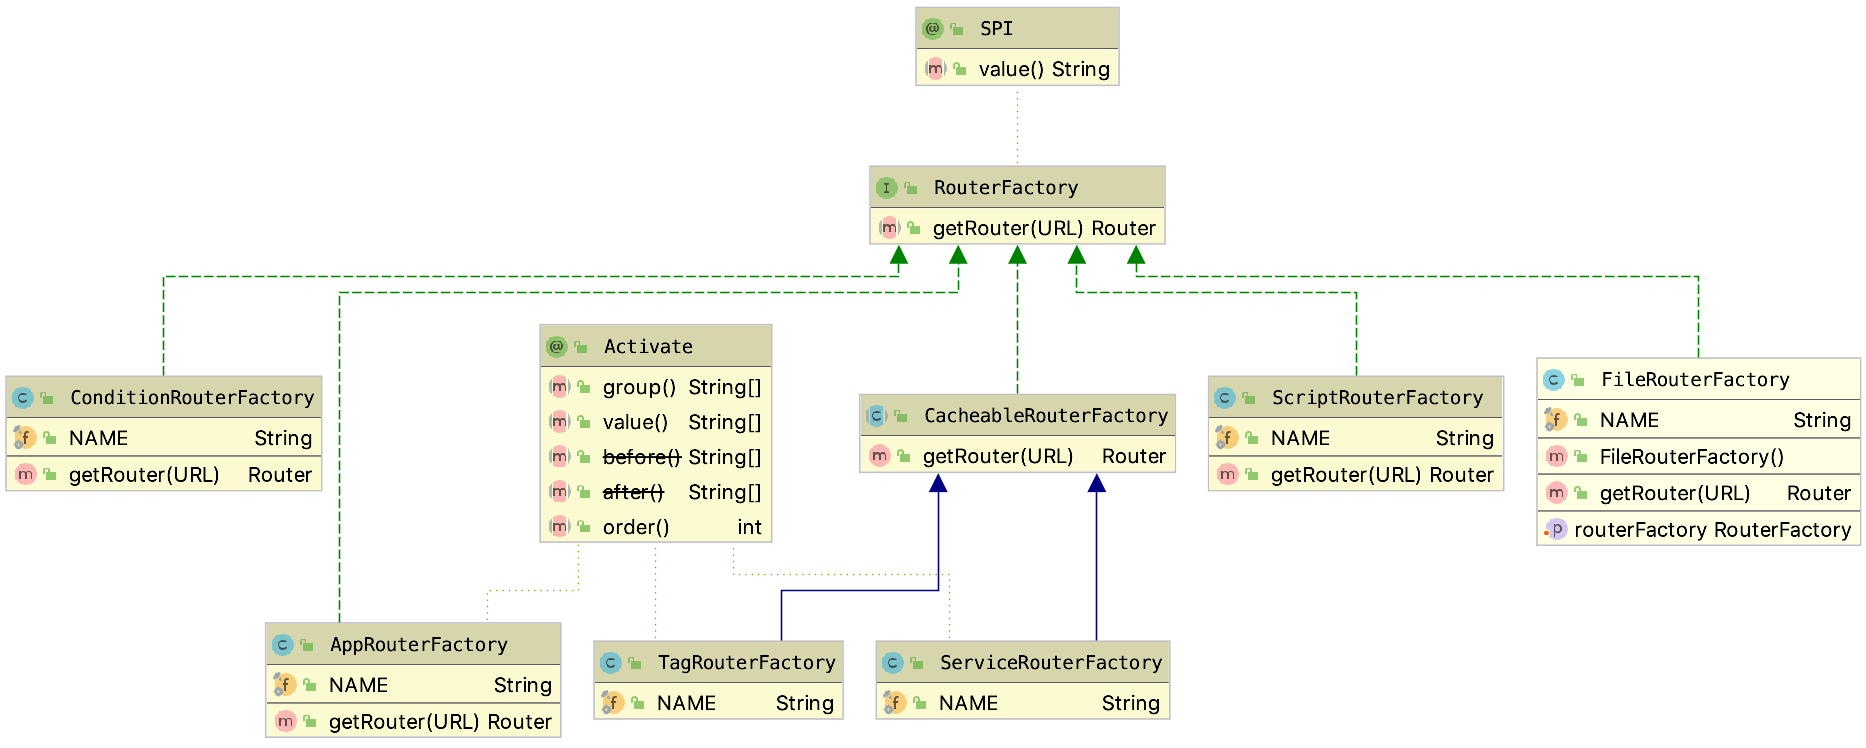 SPI
value() String
RouterFactory
getRouter(URL) Router
Activate
group() String[]
value() String[]
before() String[]
after() String[]
order() int
ConditionRouterFactory
NAME String
getRouter(URL) Router
CacheableRouterFactory
getRouter(URL) Router
ScriptRouterFactory
NAME String
getRouter(URL) Router
FileRouterFactory
NAME String
FileRouterFactory()
getRouter(URL) Router
routerFactory RouterFactory
AppRouterFactory
NAME String
getRouter(URL) Router
TagRouterFactory
NAME String
ServiceRouterFactory
NAME String